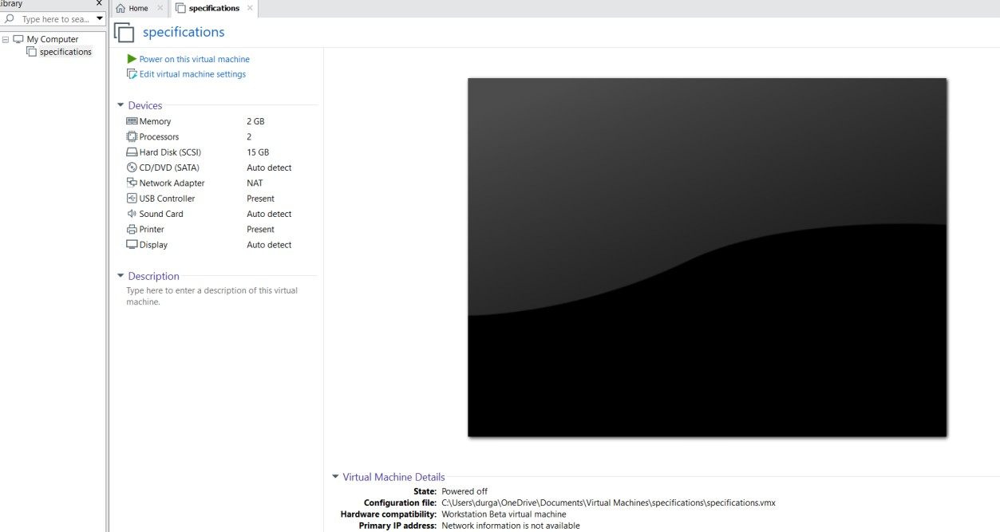 ibrary
Home
specifications
Type here to sea...
My Computer
specifications
specifications
Power on this virtual machine
Edit virtual machine settings
Devices
Memory 2 GB
Processors 2
Hard Disk (SCSI) 15 GB
CD/DVD (SATA) Auto detect
Network Adapter NAT
USB Controller Present
Sound Card Auto detect
Printer Present
Display Auto detect
Description
Type here to enter a description of this virtual
machine.
Virtual Machine Details
State: Powered off
Configuration file: C:\Users\durga\OneDrive\Documents\Virtual Machines\specifications\specifications.vmx
Hardware compatibility: Workstation Beta virtual machine
Primary IP address: Network information is not available